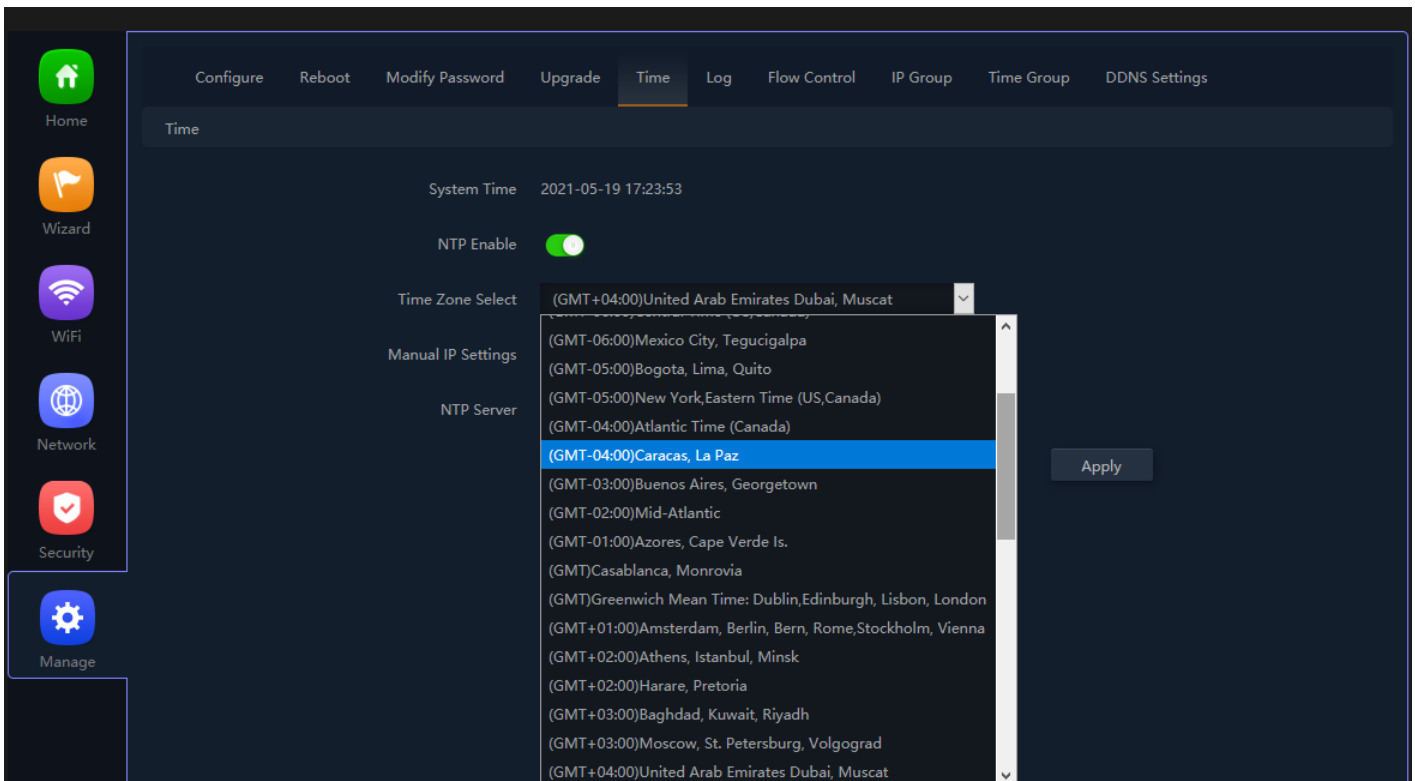 Configure Reboot Modify Password Upgrade Time Log Flow Control IP Group Time Group DDNS Settings
Home
Time
System Time 2021-05-19 17:23:53
Wizard
NTP Enable
Time Zone Select (GMT+04:00)United Arab Emirates Dubai, Muscat
WiFi
Manual IP Settings
NTP Server
(GMT-06:00)Mexico City, Tegucigalpa
(GMT-05:00)Bogota, Lima, Quito
(GMT-05:00)New York,Eastern Time (US,Canada)
(GMT-04:00)Atlantic Time (Canada)
Network
(GMT-04:00)Caracas, La Paz
Apply
(GMT-03:00)Buenos Aires, Georgetown
(GMT-02:00)Mid-Atlantic
(GMT-01:00)Azores, Cape Verde Is.
Security
(GMT)Casablanca, Monrovia
(GMT)Greenwich Mean Time: Dublin,Edinburgh, Lisbon, London
(GMT+01:00)Amsterdam, Berlin, Bern, Rome,Stockholm, Vienna
(GMT+02:00)Athens, Istanbul, Minsk
Manage
(GMT+02:00)Harare, Pretoria
(GMT+03:00)Baghdad, Kuwait, Riyadh
(GMT+03:00)Moscow, St. Petersburg, Volgograd
(GMT+04:00)United Arab Emirates Dubai, Muscat